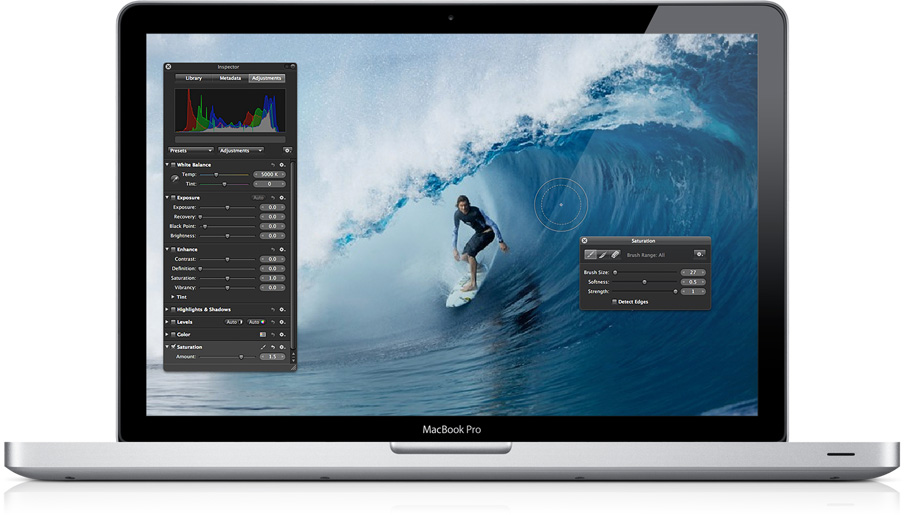 Inspector
Library Metadata Adjustments
Presets Adjustments
White Balance
Temp: 5000 K
Tint: 0
Exposure Auto
Exposure: 0.0
Recovery: 0.0
Black Point: 0.0
Brightness: 0.0
Enhance
Contrast: 0.0
Definition: 0.0
Saturation: 1.0
Vibrancy: 0.0
Tint
Highlights & Shadows
Levels Auto Auto
Color
Saturation
Amount: 1.5
Saturation
Brush Range: All
Brush Size: 27
Softness: 0.5
Strength: 1
Detect Edges
MacBook Pro